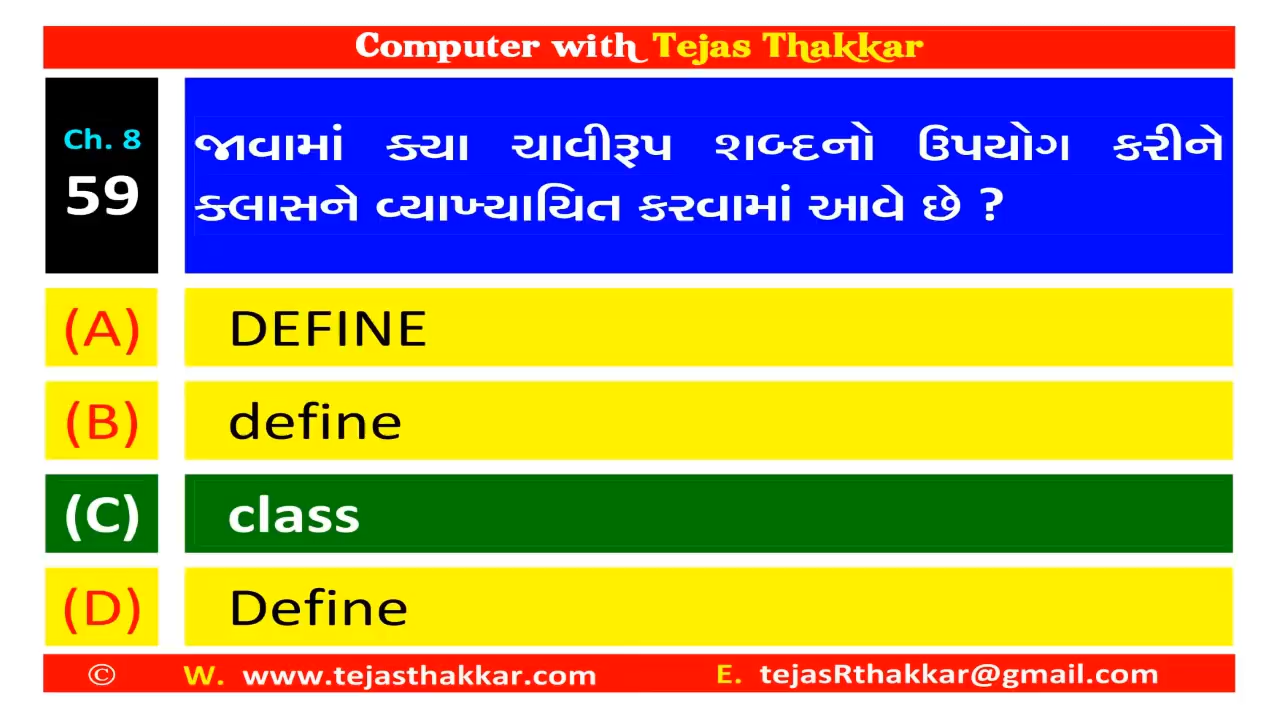 Computer with Tejas Thakkar
Ch. 8
59
જાવામાં ક્યા ચાવીરૂપ શબ્દનો ઉપયોગ કરીને
ક્લાસને વ્યાખ્યાયિત કરવામાં આવે છે ?
(A) DEFINE
(B) define
(C) class
(D) Define
© W. www.tejasthakkar.com E. tejasRthakkar@gmail.com